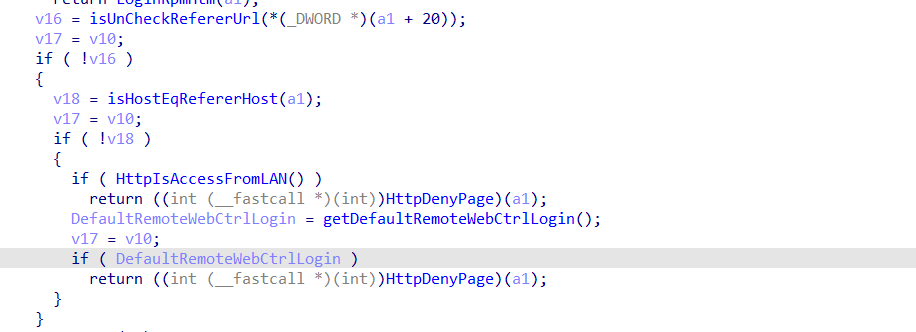 return LoginRpmHtm(a1);
v16 = isUnCheckRefererUrl(*(_DWORD *)(a1 + 20));
v17 = v10;
if ( !v16 )
{
v18 = isHostEqRefererHost(a1);
v17 = v10;
if ( !v18 )
{
if ( HttpIsAccessFromLAN() )
return ((int (__fastcall *)(int))HttpDenyPage)(a1);
DefaultRemoteWebCtrlLogin = getDefaultRemoteWebCtrlLogin();
v17 = v10;
if ( DefaultRemoteWebCtrlLogin )
return ((int (__fastcall *)(int))HttpDenyPage)(a1);
}
}